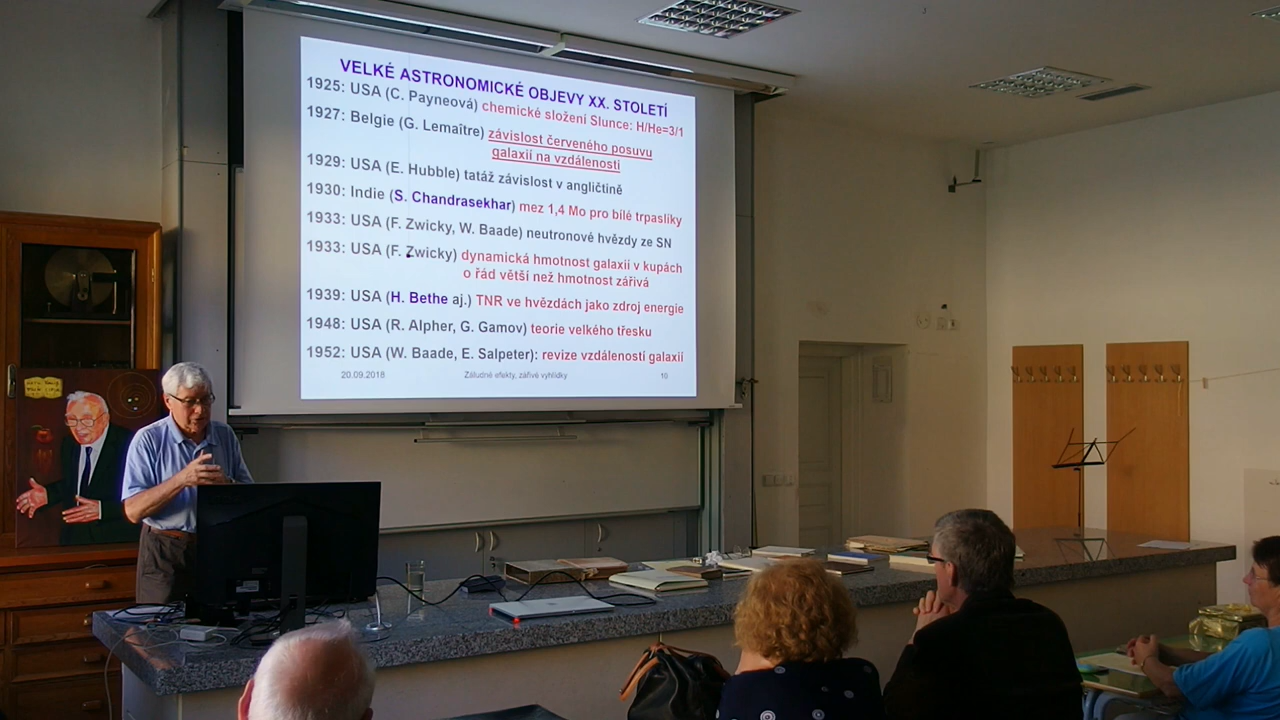 VELKÉ ASTRONOMICKÉ OBJEVY XX. STOLETÍ
1925: USA (C. Payneová) chemické složení Slunce: H/He=3/1
1927: Belgie (G. Lemaître) závislost červeného posuvu
galaxií na vzdálenosti
1929: USA (E. Hubble) tatáž závislost v angličtině
1930: Indie (S. Chandrasekhar) mez 1,4 Mo pro bílé trpaslíky
1933: USA (F. Zwicky, W. Baade) neutronové hvězdy ze SN
1933: USA (F. Zwicky) dynamická hmotnost galaxií v kupách
o řád větší než hmotnost zářivá
1939: USA (H. Bethe aj.) TNR ve hvězdách jako zdroj energie
1948: USA (R. Alpher, G. Gamov) teorie velkého třesku
1952: USA (W. Baade, E. Salpeter): revize vzdáleností galaxií
20.09.2018 Záludné efekty, zářivé vyhlídky 10